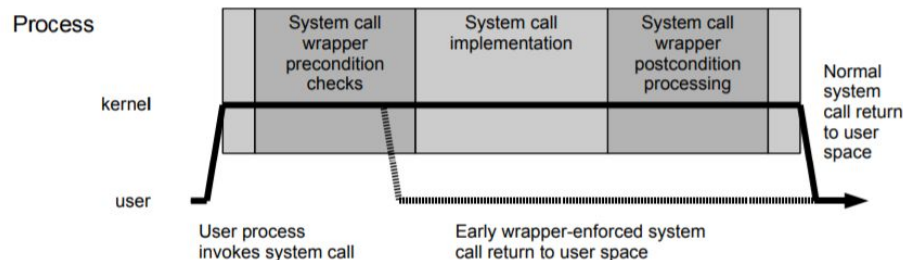 Process
System call
wrapper
precondition
checks
System call
implementation
System call
wrapper
postcondition
processing
Normal
system
call return
to user
space
kernel
user
User process
invokes system call
Early wrapper-enforced system
call return to user space